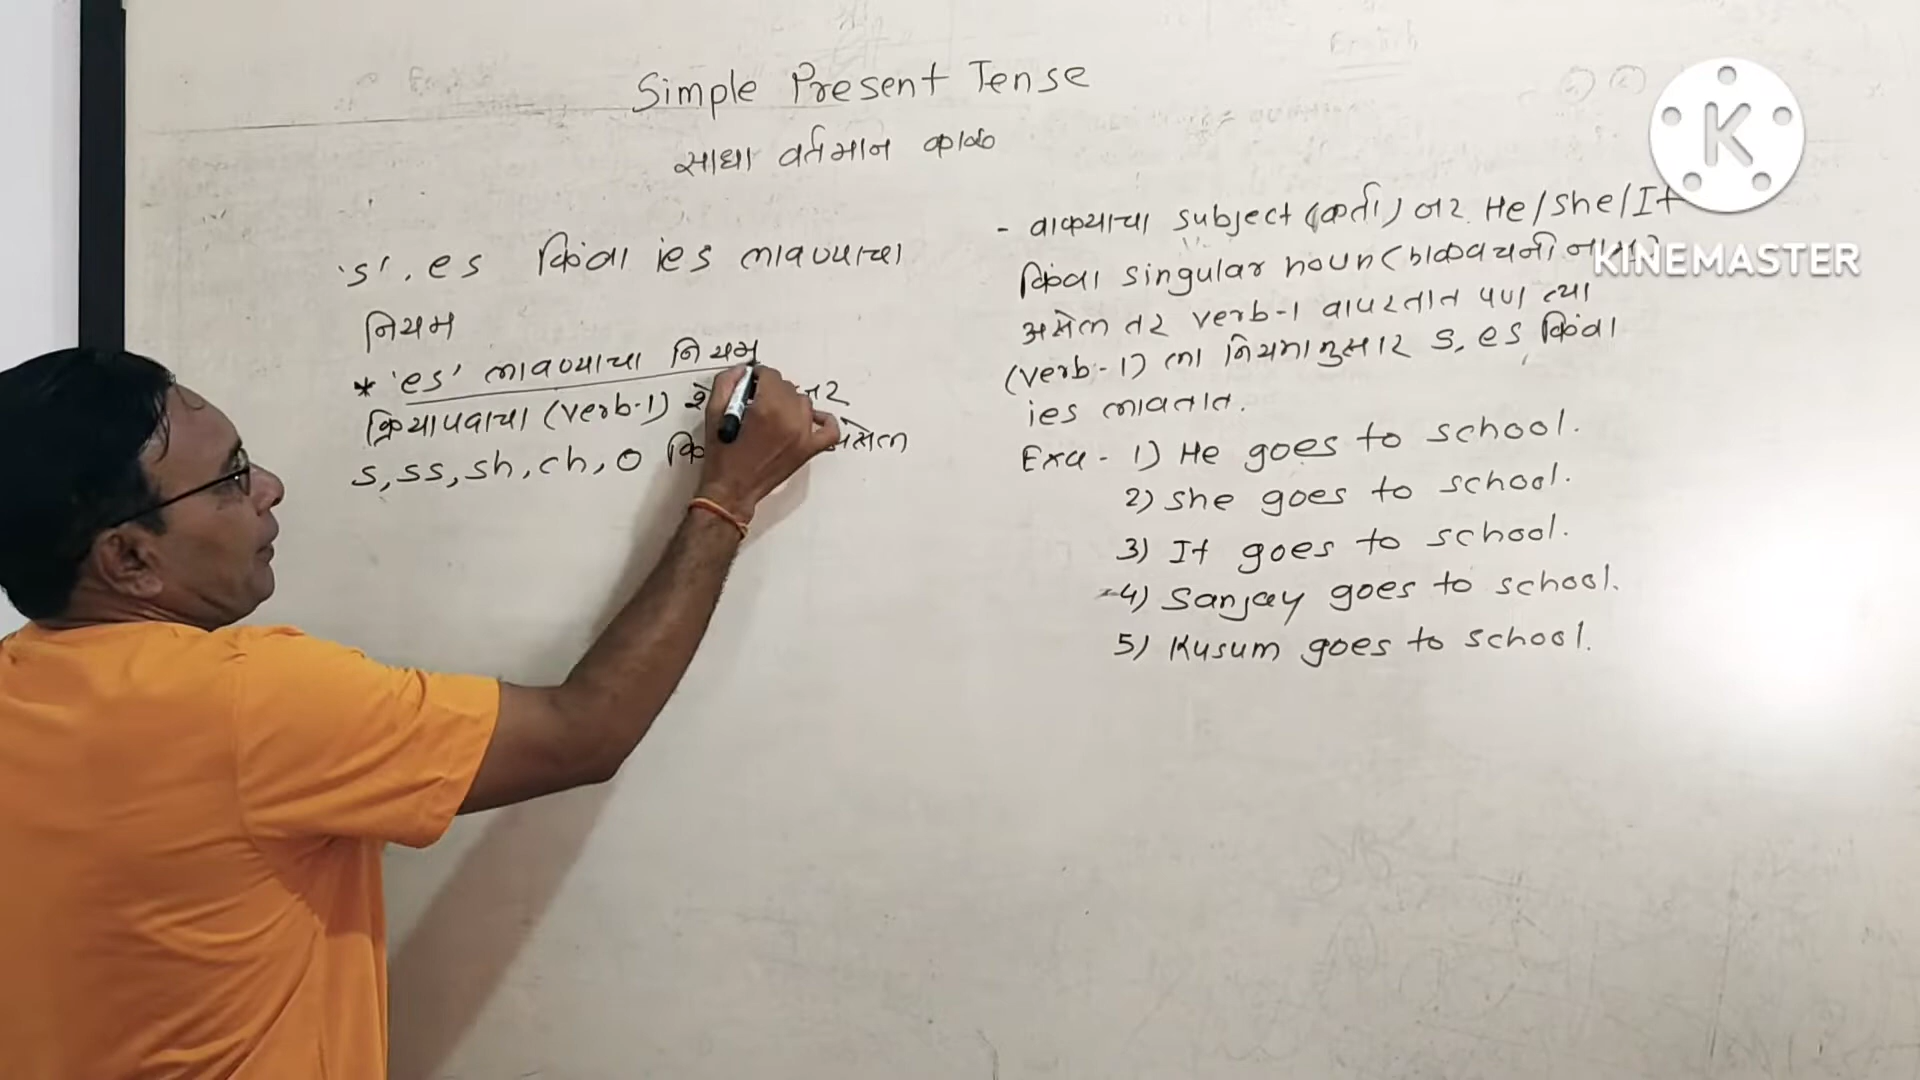 Simple Present Tense
साधा वर्तमान काळ
's', es किंवा ies लावण्याचा
नियम
* 'es' लावण्याचा नियम
क्रियापदाचा (verb-1)
s, ss, sh, ch, o असेल
- वाक्याचा subject (कर्ता) जर He/she/It
किंवा singular noun (एकवचनी
असेल तर verb-1 वापरतात पण त्या
(verb-1) ला नियमानुसार s, es किंवा
ies लावतात.
Exa - 1) He goes to school.
2) she goes to school.
3) It goes to school.
4) Sanjay goes to school.
5) Kusum goes to school.
K
KINEMASTER